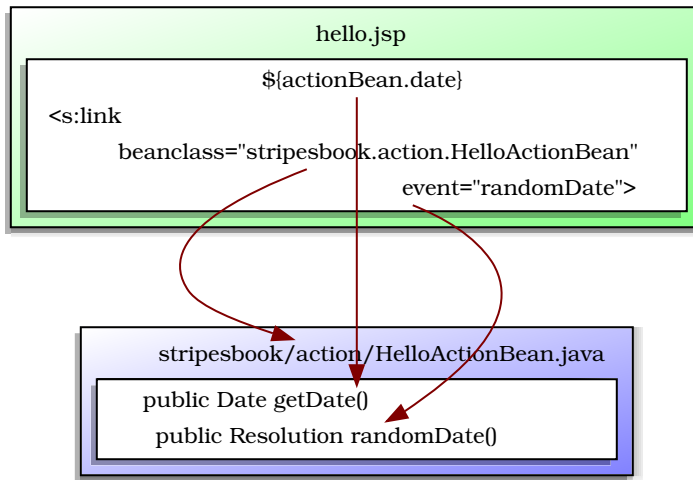 hello.jsp
${actionBean.date}
<s:link
beanclass="stripesbook.action.HelloActionBean"
event="randomDate">
stripesbook/action/HelloActionBean.java
public Date getDate()
public Resolution randomDate()